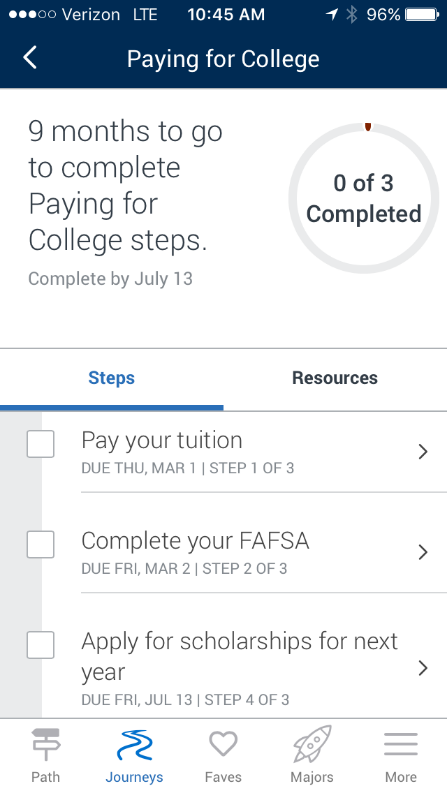 Verizon LTE 10:45 AM 96%
Paying for College
9 months to go
to complete
Paying for
College steps.
Complete by July 13
0 of 3
Completed
Steps Resources
Pay your tuition
DUE THU, MAR 1 | STEP 1 OF 3
Complete your FAFSA
DUE FRI, MAR 2 | STEP 2 OF 3
Apply for scholarships for next
year
DUE FRI, JUL 13 | STEP 4 OF 3
Path Journeys Faves Majors More